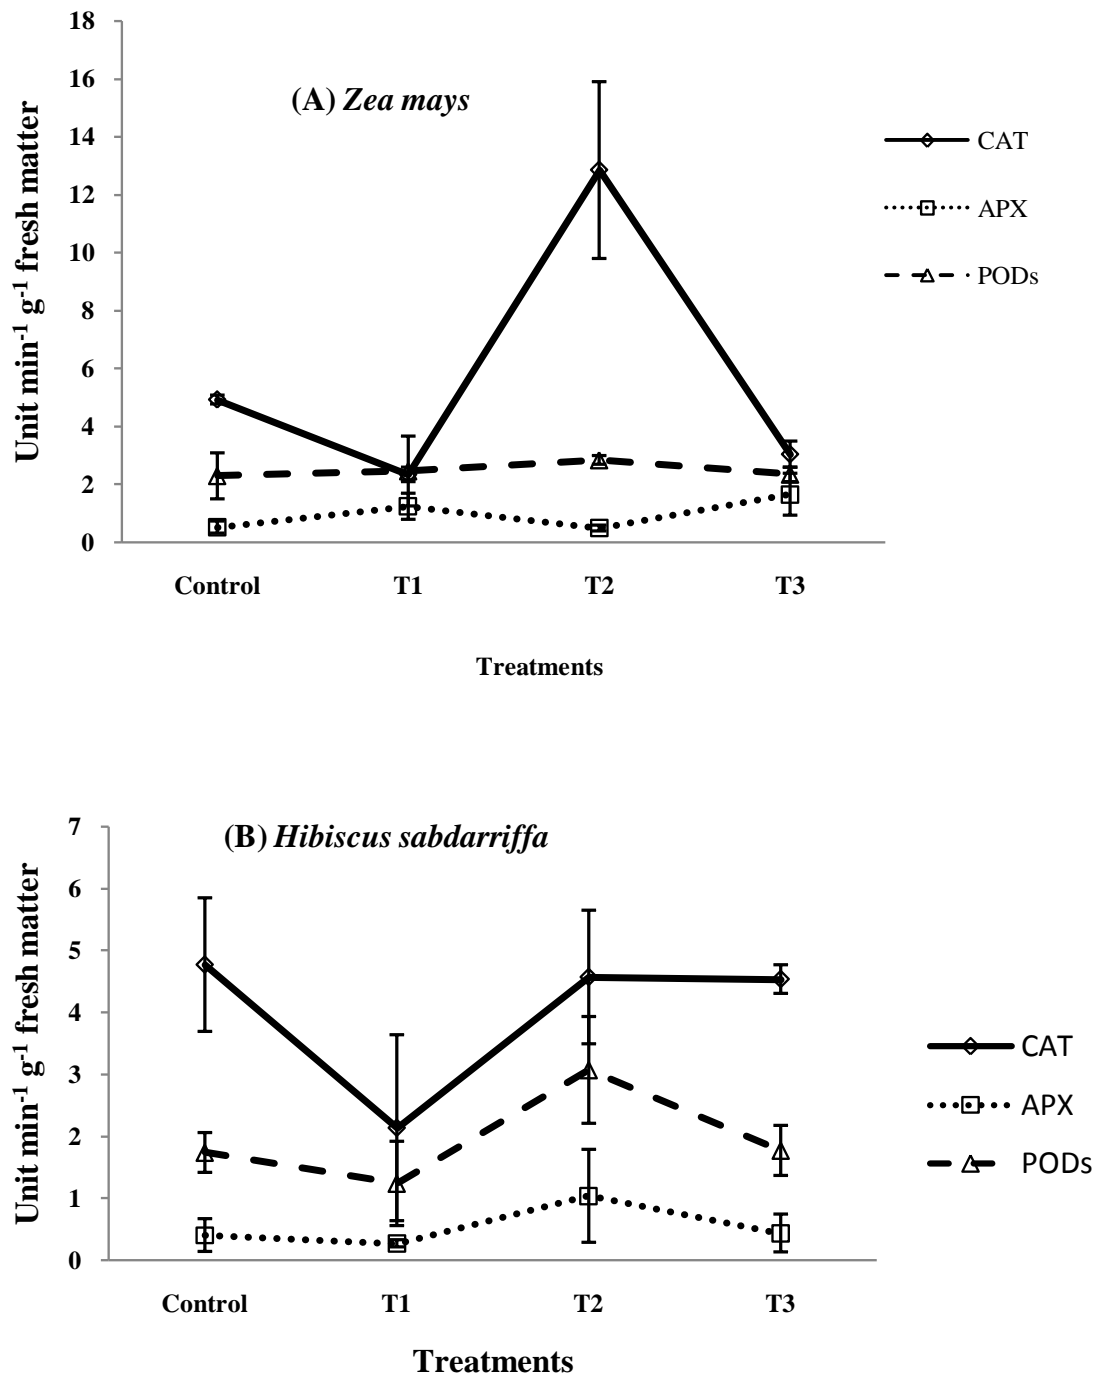 18
16
14
12
10
8
6
4
2
0
Unit min⁻¹ g⁻¹ fresh matter
(A) Zea mays
CAT
APX
PODs
Control T1 T2 T3
Treatments
7
6
5
4
3
2
1
0
Unit min⁻¹ g⁻¹ fresh matter
(B) Hibiscus sabdarriffa
CAT
APX
PODs
Control T1 T2 T3
Treatments